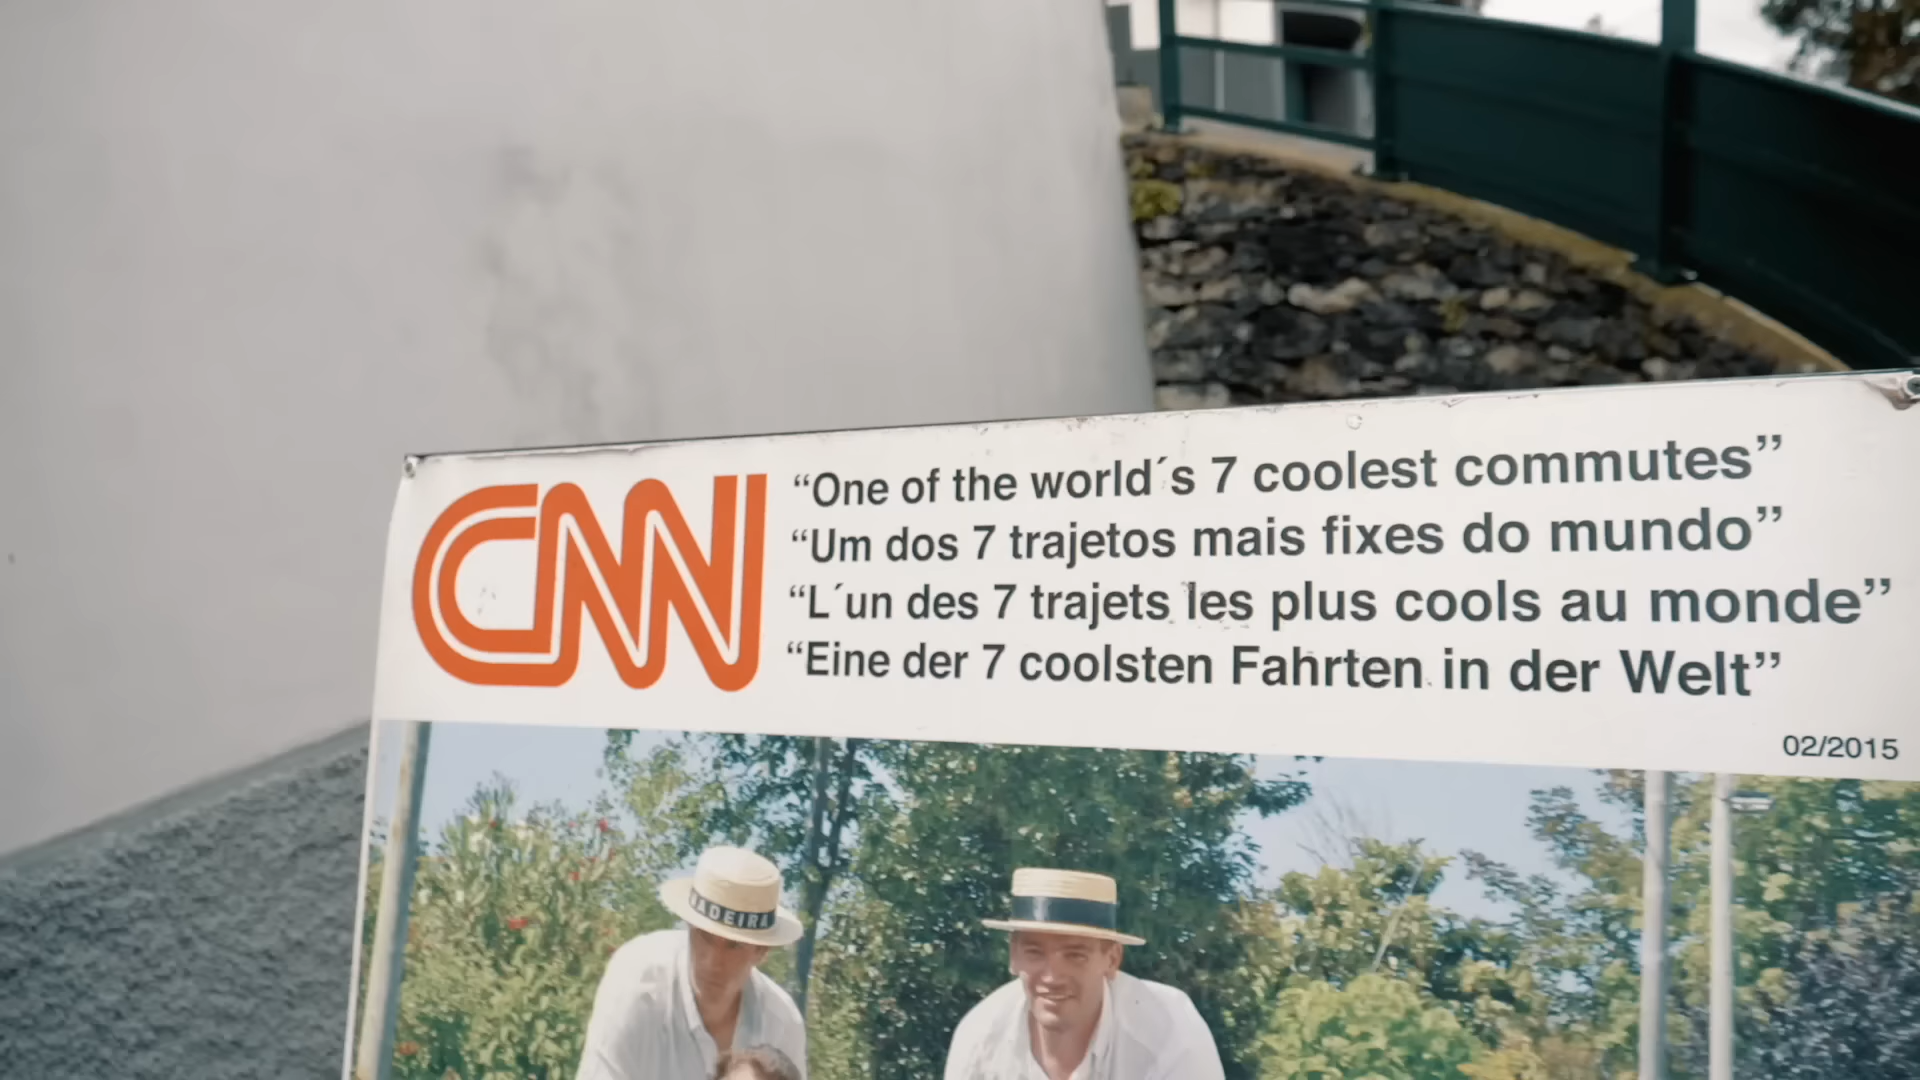 CNN
“One of the world´s 7 coolest commutes”
“Um dos 7 trajetos mais fixes do mundo”
“L´un des 7 trajets les plus cools au monde”
“Eine der 7 coolsten Fahrten in der Welt”
02/2015
MADEIRA